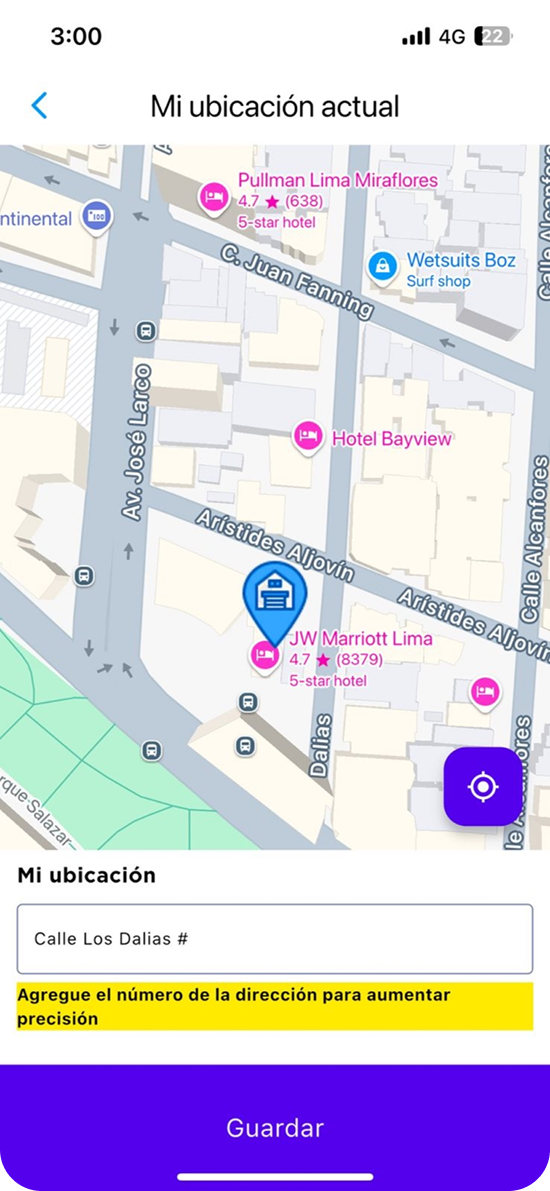 3:00
4G
22
Mi ubicación actual
Pullman Lima Miraflores
4.7 ★ (638)
5-star hotel
ntinental
Wetsuits Boz
Surf shop
C. Juan Fanning
Calle Alcanfores
Av. José Larco
Hotel Bayview
Calle Alcanfores
Arístides Aljovín
Arístides Aljovín
JW Marriott Lima
4.7 ★ (8379)
5-star hotel
Dalias
rque Salazar
Mi ubicación
Calle Los Dalias #
Agregue el número de la dirección para aumentar
precisión
Guardar